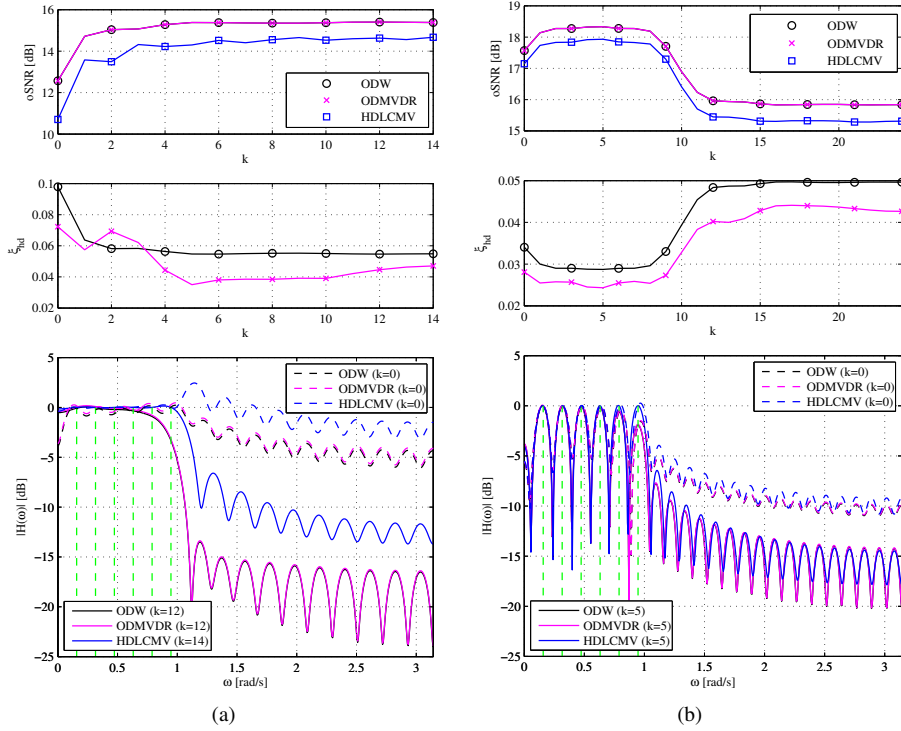 16
14
12
10
oSNR [dB]
0 2 4 6 8 10 12 14
k
ODW
ODMVDR
HDLCMV
0.1
0.08
0.06
0.04
0.02
ξhd
0 2 4 6 8 10 12 14
k
5
0
−5
−10
−15
−20
−25
|H(ω)| [dB]
ODW (k=0)
ODMVDR (k=0)
HDLCMV (k=0)
ODW (k=12)
ODMVDR (k=12)
HDLCMV (k=14)
0 0.5 1 1.5 2 2.5 3
ω [rad/s]
(a)
19
18
17
16
15
oSNR [dB]
0 5 10 15 20
k
ODW
ODMVDR
HDLCMV
0.05
0.04
0.03
0.02
ξhd
0 5 10 15 20
k
5
0
−5
−10
−15
−20
−25
|H(ω)| [dB]
ODW (k=0)
ODMVDR (k=0)
HDLCMV (k=0)
ODW (k=5)
ODMVDR (k=5)
HDLCMV (k=5)
0 0.5 1 1.5 2 2.5 3
ω [rad/s]
(b)